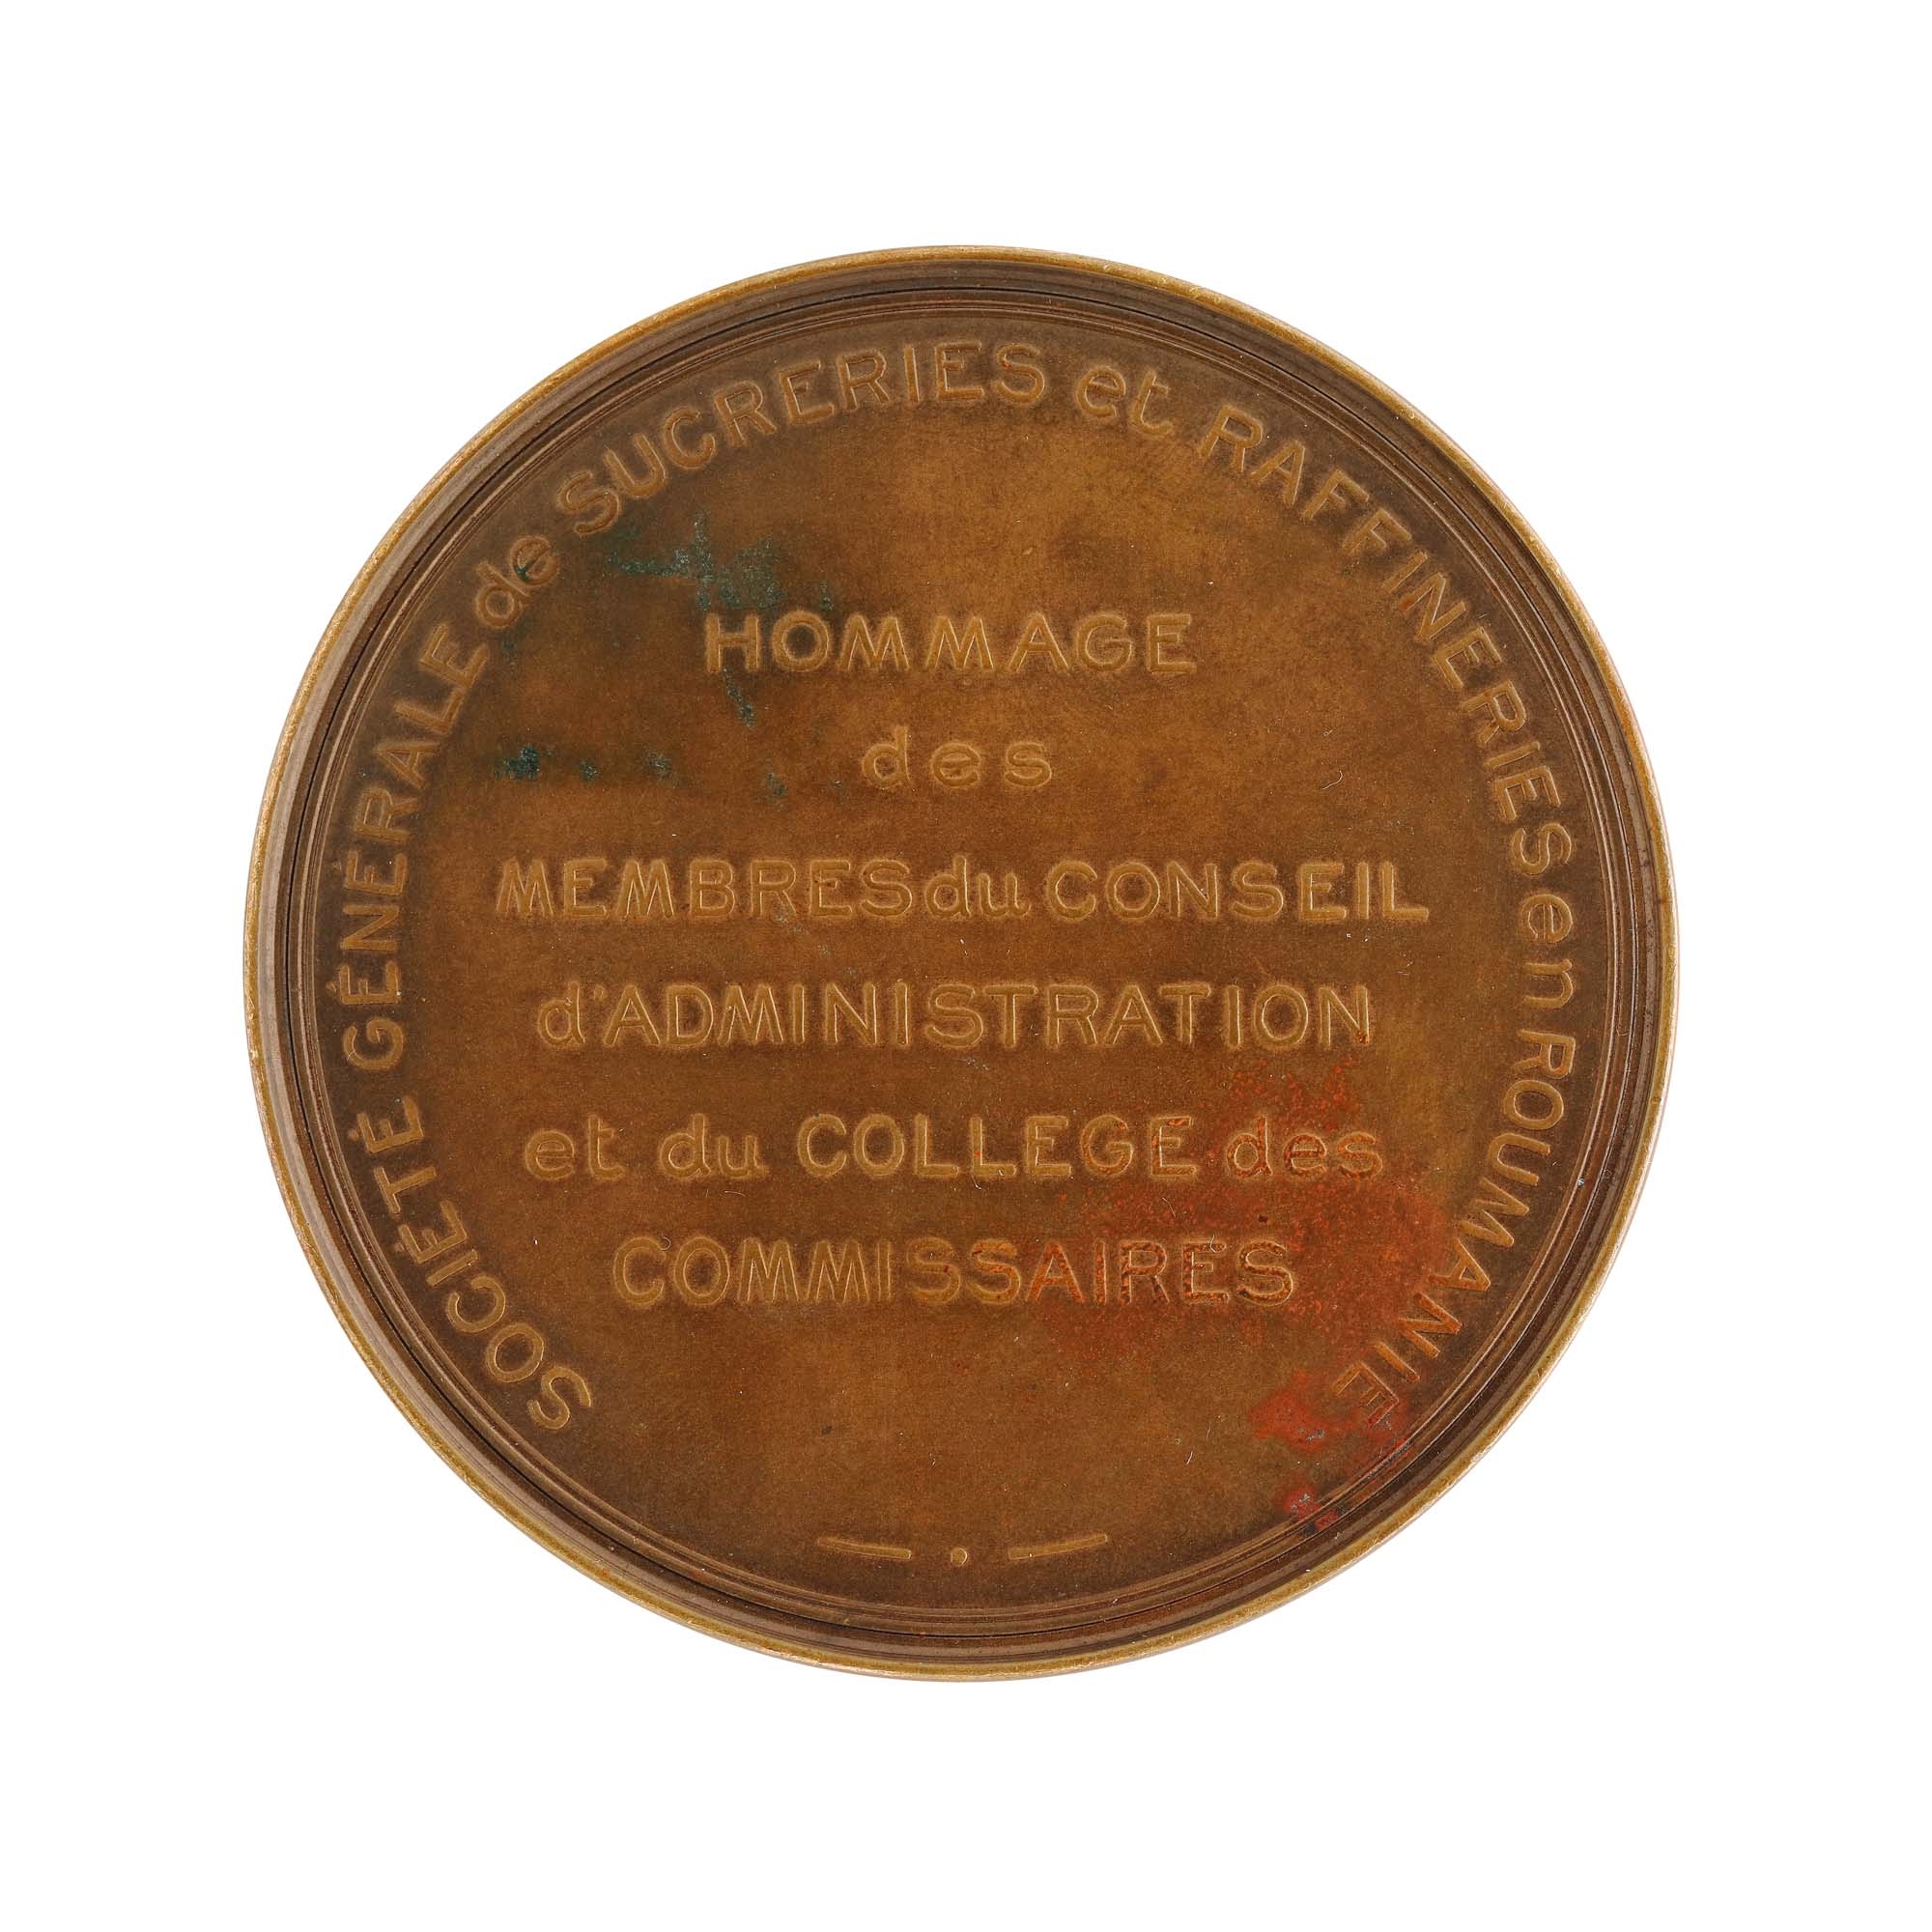 SOCIÉTÉ GÉNÉRALE de SUCRERIES et RAFFINERIES en ROUMANIE
HOMMAGE
des
MEMBRES du CONSEIL
d'ADMINISTRATION
et du COLLEGE des
COMMISSAIRES